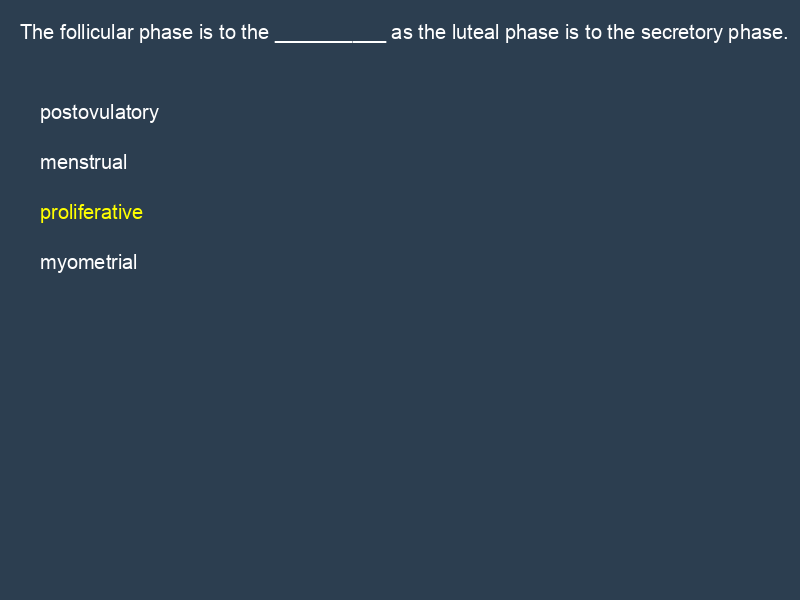 The follicular phase is to the __________ as the luteal phase is to the secretory phase.
postovulatory
menstrual
proliferative
myometrial